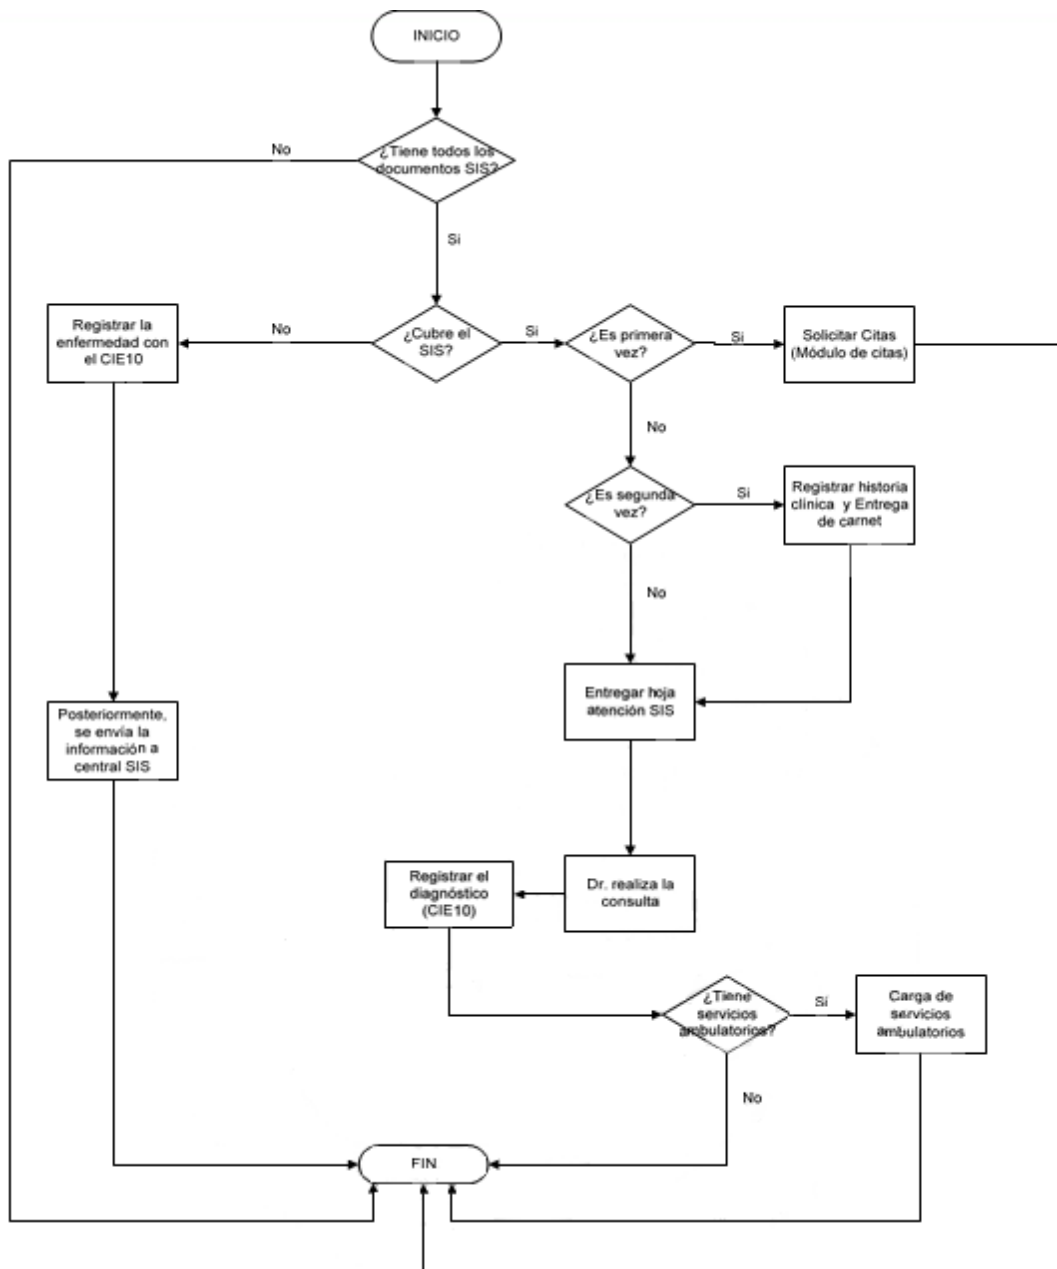 INICIO
No
¿Tiene todos los
documentos SIS?
Si
Registrar la
enfermedad con
el CIE10
No
¿Cubre el
SIS?
Si
¿Es primera
vez?
Si
Solicitar Citas
(Módulo de citas)
No
¿Es segunda
vez?
Si
Registrar historia
clínica y Entrega
de carnet
No
Entregar hoja
atención SIS
Posteriormente,
se envía la
información a
central SIS
Registrar el
diagnóstico
(CIE10)
Dr. realiza la
consulta
¿Tiene
servicios
ambulatorios?
Sí
Carga de
servicios
ambulatorios
No
FIN